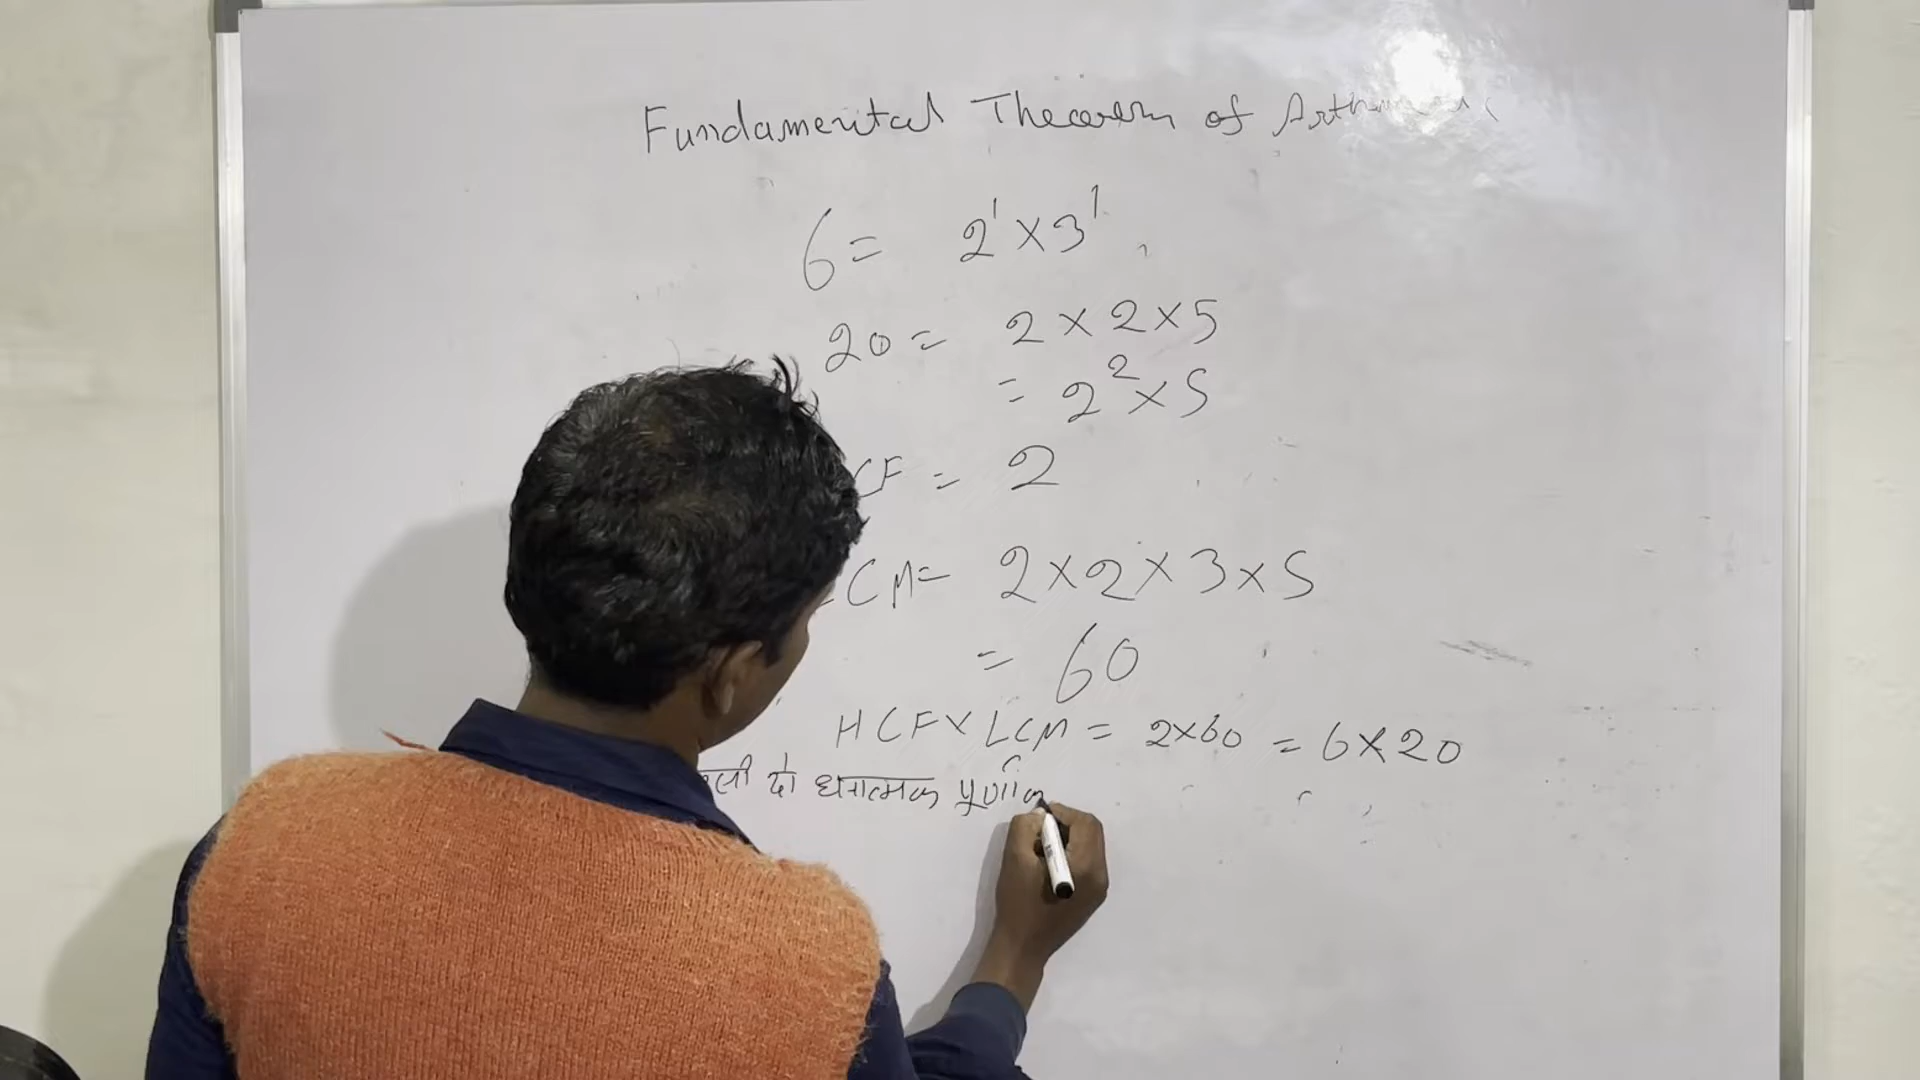 Fundamental Theorem of
6 = 2¹ × 3¹
20 = 2 × 2 × 5
= 2² × 5
CF = 2
LCM = 2 × 2 × 3 × 5
= 60
HCF × LCM = 2×60 = 6×20
दो धनात्मक